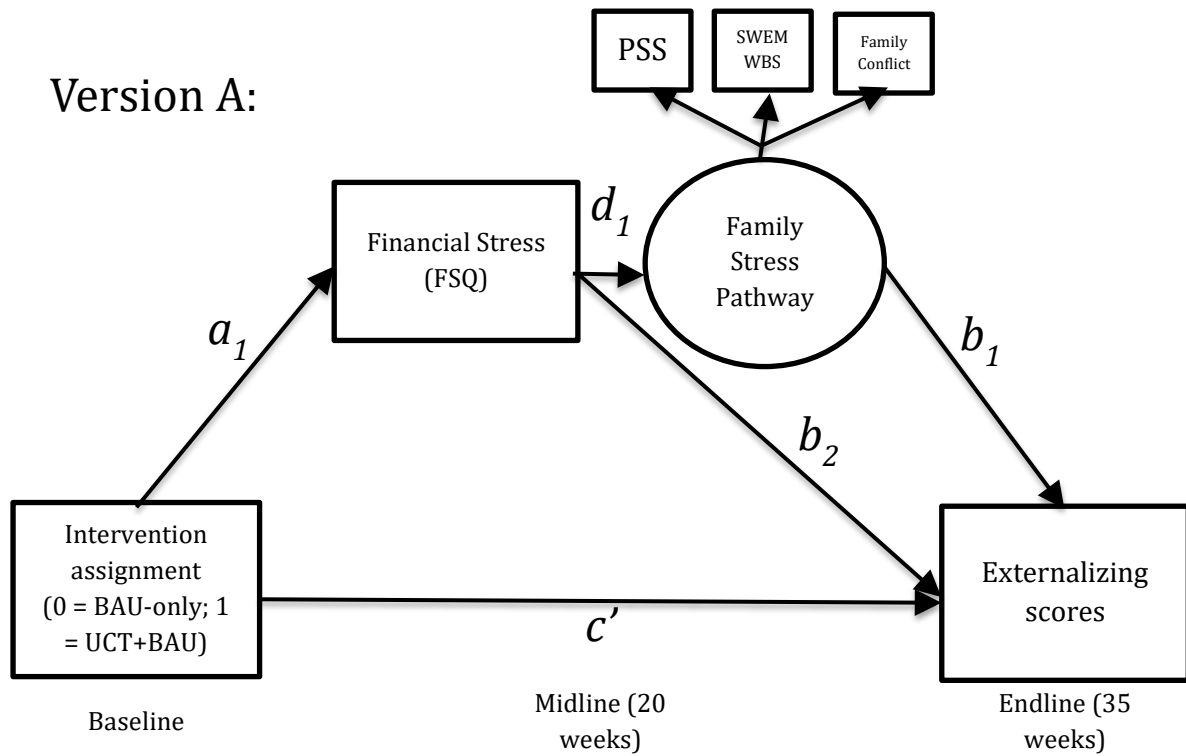 Version A:
PSS
SWEM
WBS
Family
Conflict
Financial Stress
(FSQ)
d1
Family
Stress
Pathway
a1
b1
b2
Intervention
assignment
(0 = BAU-only; 1
= UCT+BAU)
c’
Externalizing
scores
Baseline
Midline (20
weeks)
Endline (35
weeks)